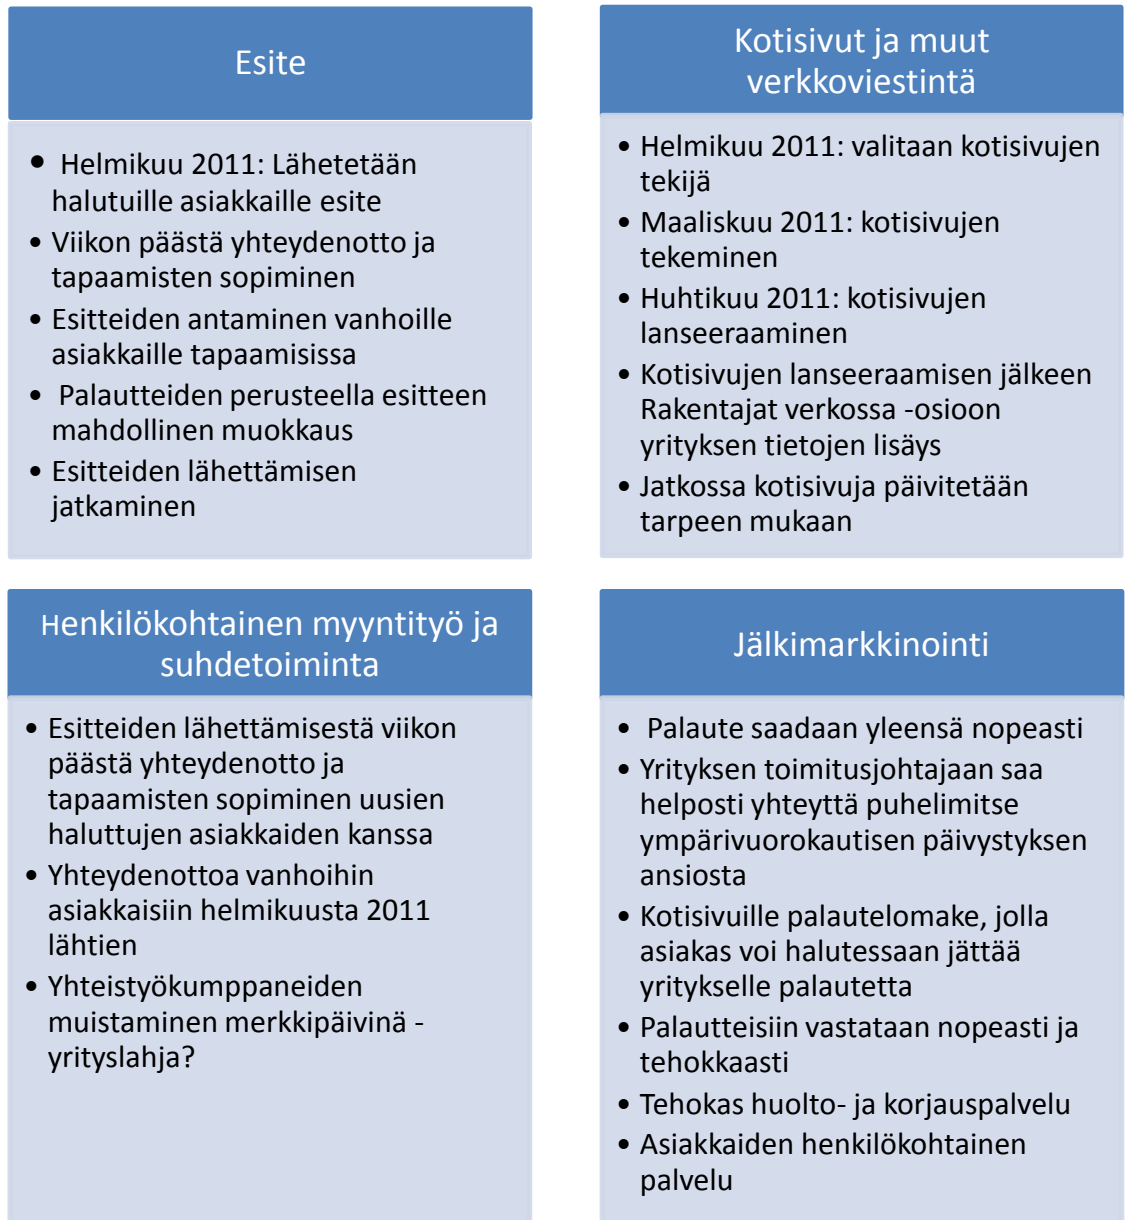 Esite
• Helmikuu 2011: Lähetetään
halutuille asiakkaille esite
• Viikon päästä yhteydenotto ja
tapaamisten sopiminen
• Esitteiden antaminen vanhoille
asiakkaille tapaamisissa
• Palautteiden perusteella esitteen
mahdollinen muokkaus
• Esitteiden lähettämisen
jatkaminen
Kotisivut ja muut
verkkoviestintä
• Helmikuu 2011: valitaan kotisivujen
tekijä
• Maaliskuu 2011: kotisivujen
tekeminen
• Huhtikuu 2011: kotisivujen
lanseeraaminen
• Kotisivujen lanseeraamisen jälkeen
Rakentajat verkossa -osioon
yrityksen tietojen lisäys
• Jatkossa kotisivuja päivitetään
tarpeen mukaan
Henkilökohtainen myyntityö ja
suhdetoiminta
• Esitteiden lähettämisestä viikon
päästä yhteydenotto ja
tapaamisten sopiminen uusien
haluttujen asiakkaiden kanssa
• Yhteydenottoa vanhoihin
asiakkaisiin helmikuusta 2011
lähtien
• Yhteistyökumppaneiden
muistaminen merkkipäivinä -
yrityslahja?
Jälkimarkkinointi
• Palaute saadaan yleensä nopeasti
• Yrityksen toimitusjohtajaan saa
helposti yhteyttä puhelimitse
ympärivuorokautisen päivystyksen
ansiosta
• Kotisivuille palautelomake, jolla
asiakas voi halutessaan jättää
yritykselle palautetta
• Palautteisiin vastataan nopeasti ja
tehokkaasti
• Tehokas huolto- ja korjauspalvelu
• Asiakkaiden henkilökohtainen
palvelu